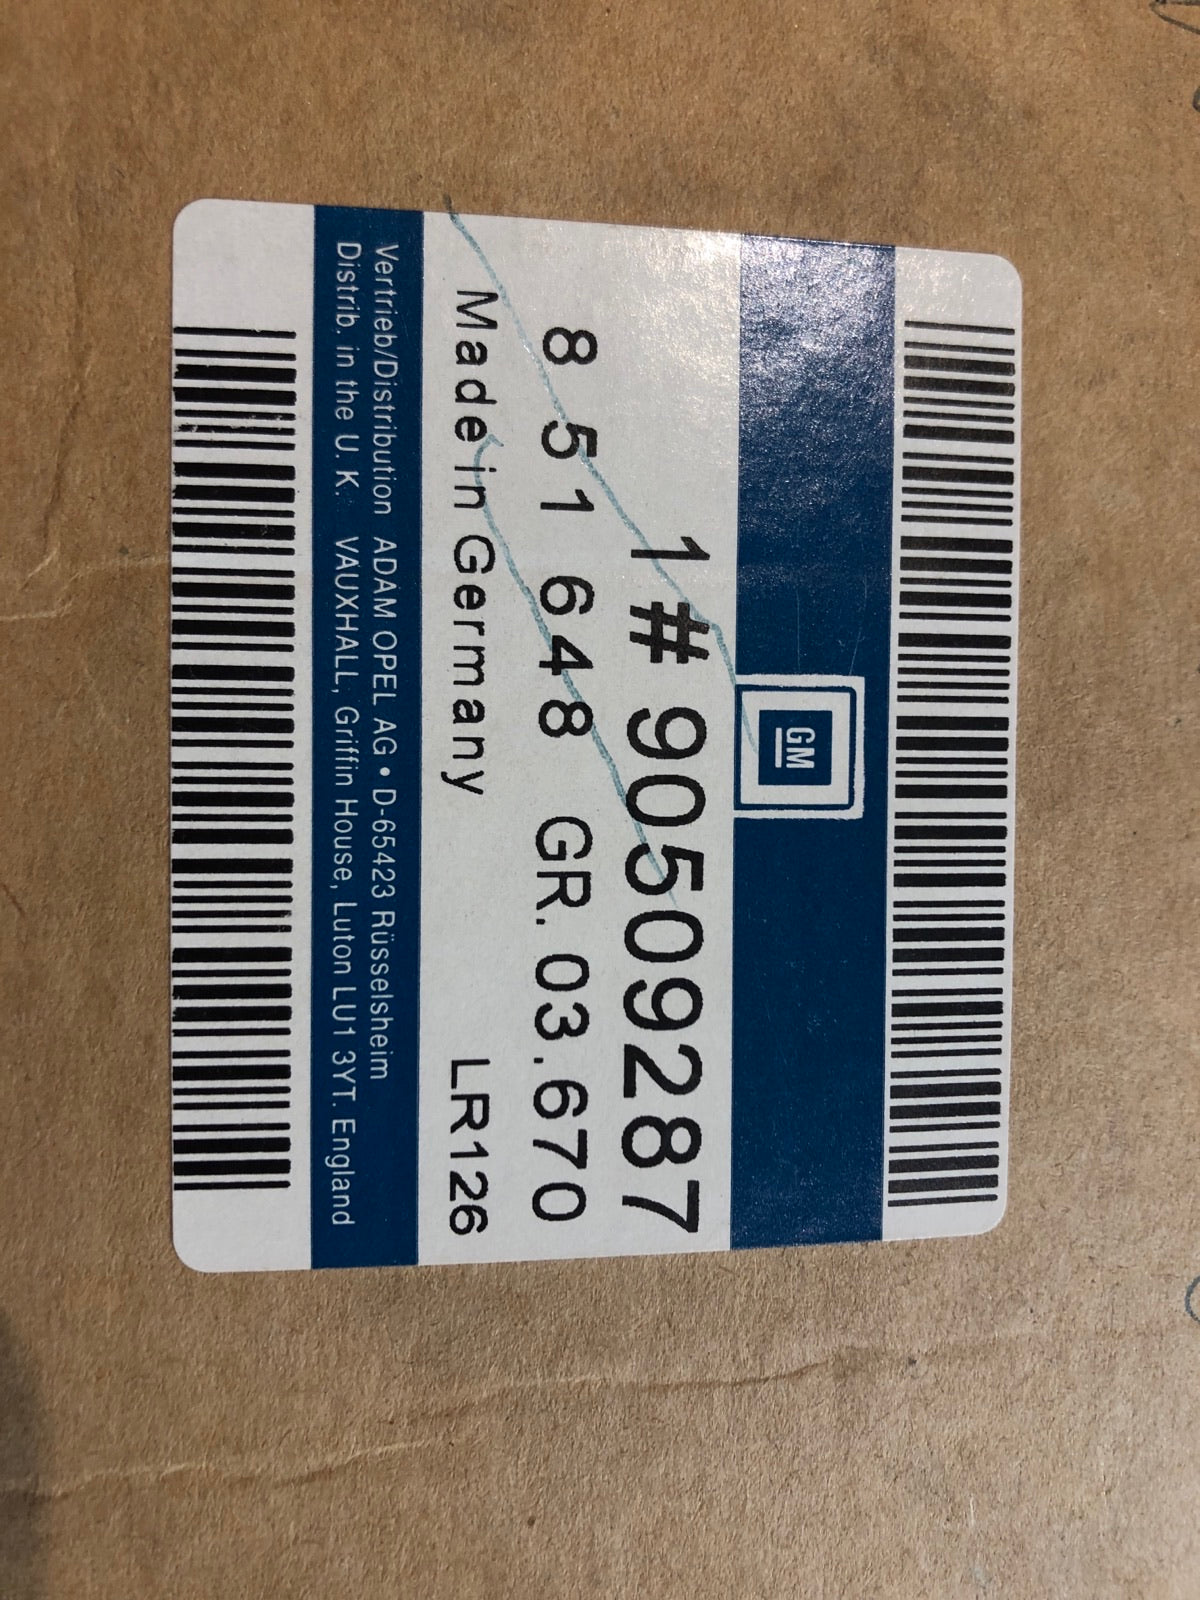 GM
1# 90509287
8 51 648 GR. 03.670
Made in Germany LR126
Vertrieb/Distribution ADAM OPEL AG • D-65423 Rüsselsheim
Distrib. in the U. K. VAUXHALL, Griffin House, Luton LU1 3YT. England